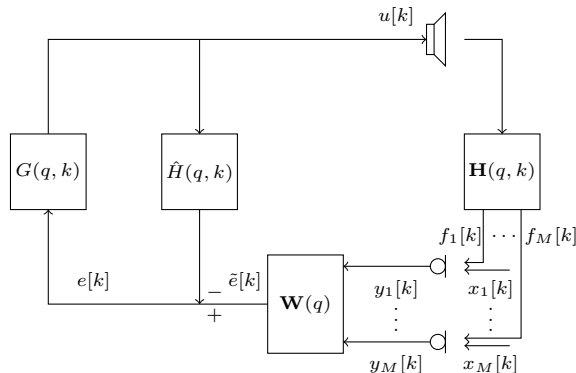 u[k]
G(q, k)
Ĥ(q, k)
H(q, k)
f₁[k] ⋯ f_M[k]
e[k]
−
+
ẽ[k]
W(q)
y₁[k]
x₁[k]
⋮
⋮
y_M[k]
x_M[k]